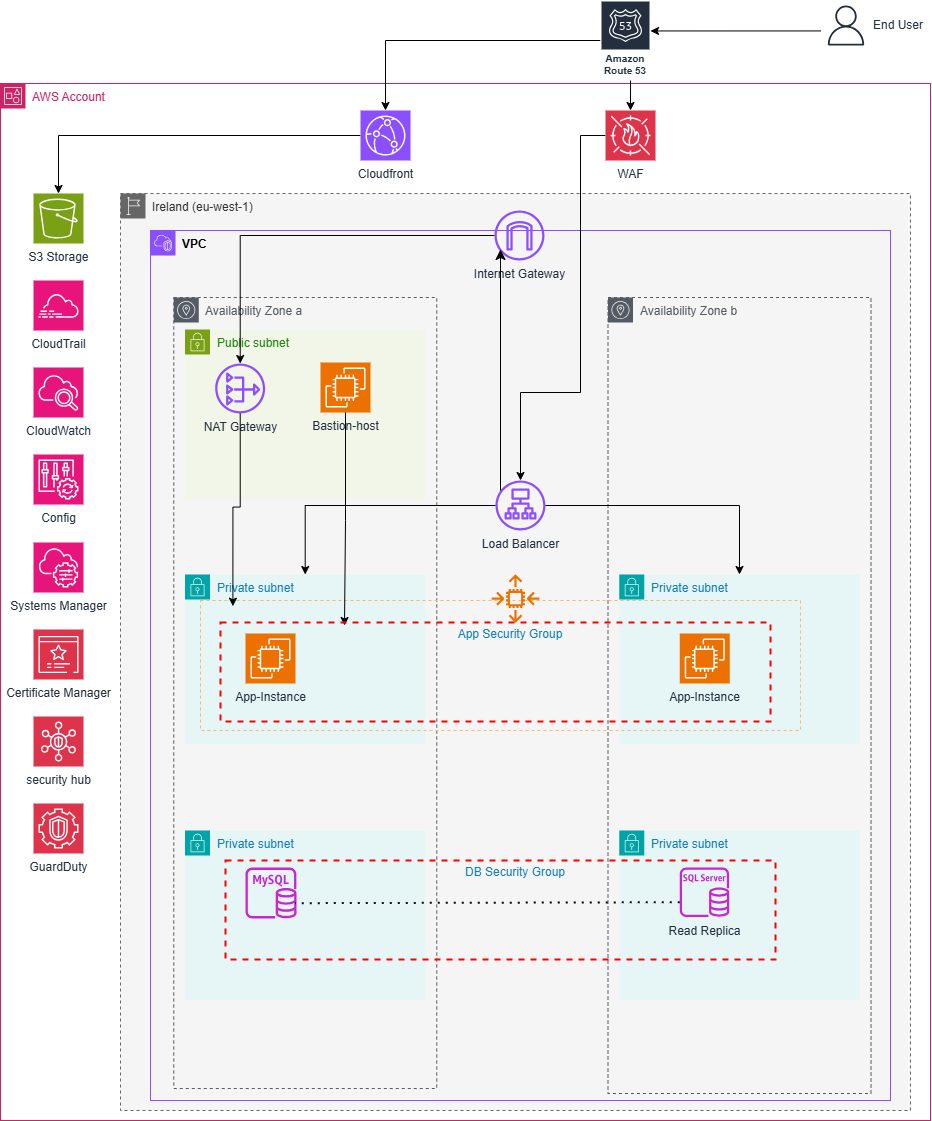 53
End User
Amazon
Route 53
AWS Account
Cloudfront
WAF
Ireland (eu-west-1)
S3 Storage
VPC
Internet Gateway
CloudTrail
Availability Zone a
Availability Zone b
Public subnet
CloudWatch
NAT Gateway
Bastion-host
Config
Load Balancer
Systems Manager
Private subnet
Private subnet
App Security Group
Certificate Manager
App-Instance
App-Instance
security hub
GuardDuty
Private subnet
Private subnet
DB Security Group
MySQL
SQL Server
Read Replica